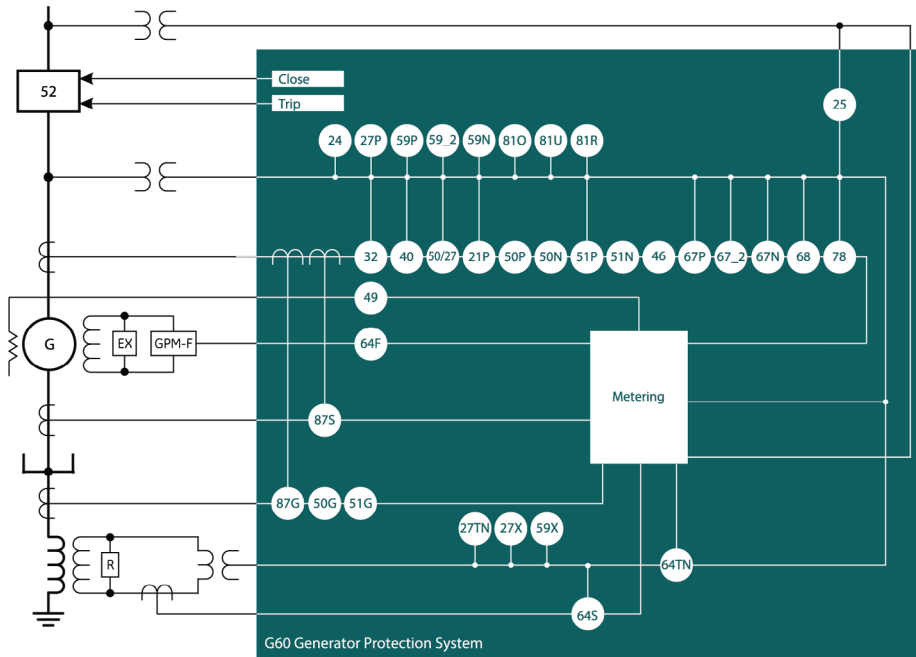 Close
52
Trip
25
24
27P
59P
59_2
59N
81O
81U
81R
32
40
50/27
21P
50P
50N
51P
51N
46
67P
67_2
67N
68
78
49
G
EX
GPM-F
64F
Metering
87S
87G
50G
51G
27TN
27X
59X
R
64TN
64S
G60 Generator Protection System